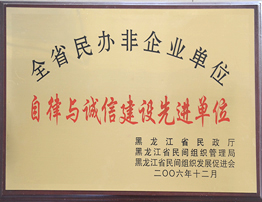 全省民办非企业单位
自律与诚信建设先进单位
黑龙江省民政厅
黑龙江省民间组织管理局
黑龙江省民间组织发展促进会
二〇〇六年十二月